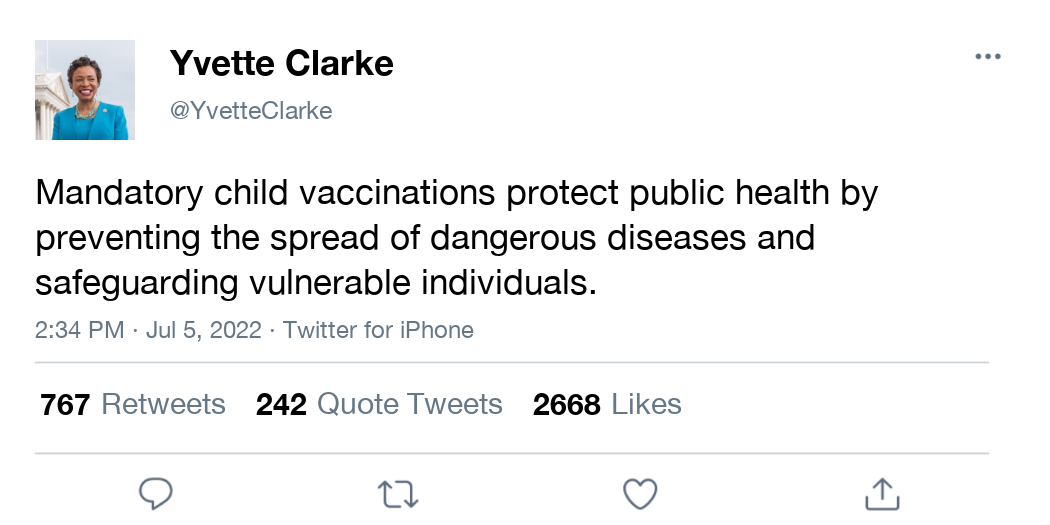 Yvette Clarke
@YvetteClarke
Mandatory child vaccinations protect public health by
preventing the spread of dangerous diseases and
safeguarding vulnerable individuals.
2:34 PM · Jul 5, 2022 · Twitter for iPhone
767 Retweets 242 Quote Tweets 2668 Likes